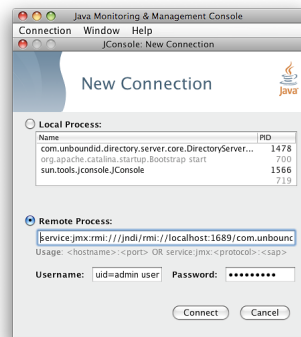 Java Monitoring & Management Console
Connection Window Help
JConsole: New Connection
New Connection
Java
Local Process:
Name PID
com.unboundid.directory.server.core.DirectoryServer... 1478
org.apache.catalina.startup.Bootstrap start 700
sun.tools.jconsole.JConsole 1566
719
Remote Process:
service:jmx:rmi:///jndi/rmi://localhost:1689/com.unbounc
Usage: <hostname>:<port> OR service:jmx:<protocol>:<sap>
Username: uid=admin user Password: •••••••••
Connect Cancel